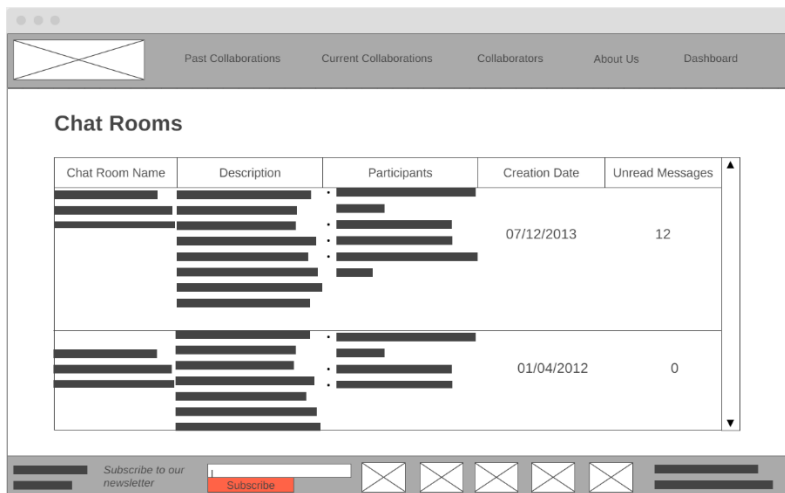 Past Collaborations Current Collaborations Collaborators About Us Dashboard
Chat Rooms
Chat Room Name Description Participants Creation Date Unread Messages
07/12/2013 12
01/04/2012 0
Subscribe to our
newsletter
Subscribe